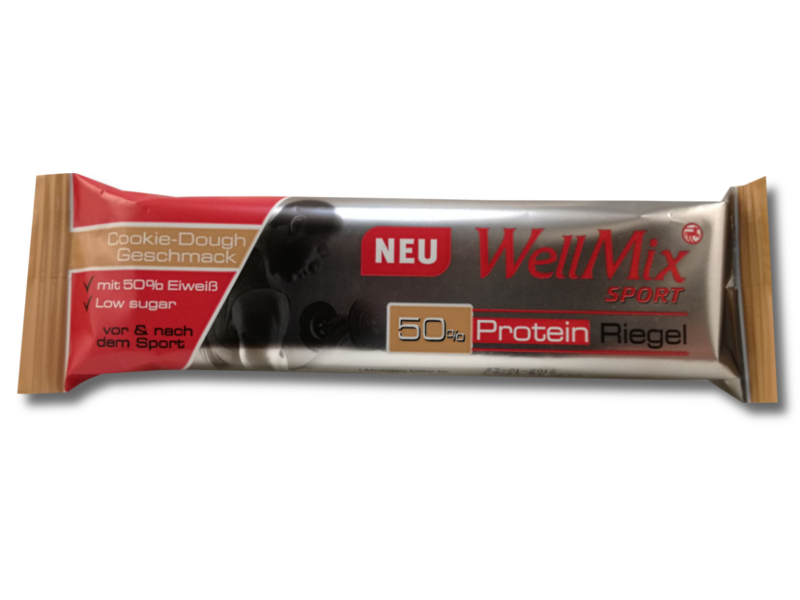 Cookie-Dough
Geschmack
mit 50% Eiweiß
Low sugar
vor & nach
dem Sport
NEU
WellMix
SPORT
50% Protein Riegel